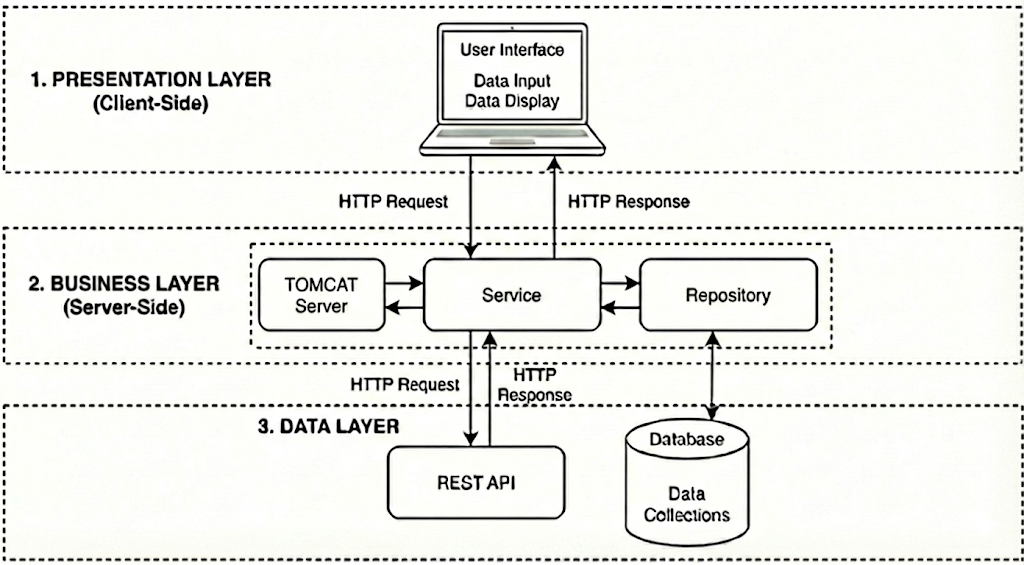 User Interface
Data Input
Data Display
1. PRESENTATION LAYER
(Client-Side)
HTTP Request
HTTP Response
2. BUSINESS LAYER
(Server-Side)
TOMCAT
Server
Service
Repository
HTTP Request
HTTP
Response
3. DATA LAYER
REST API
Database
Data
Collections